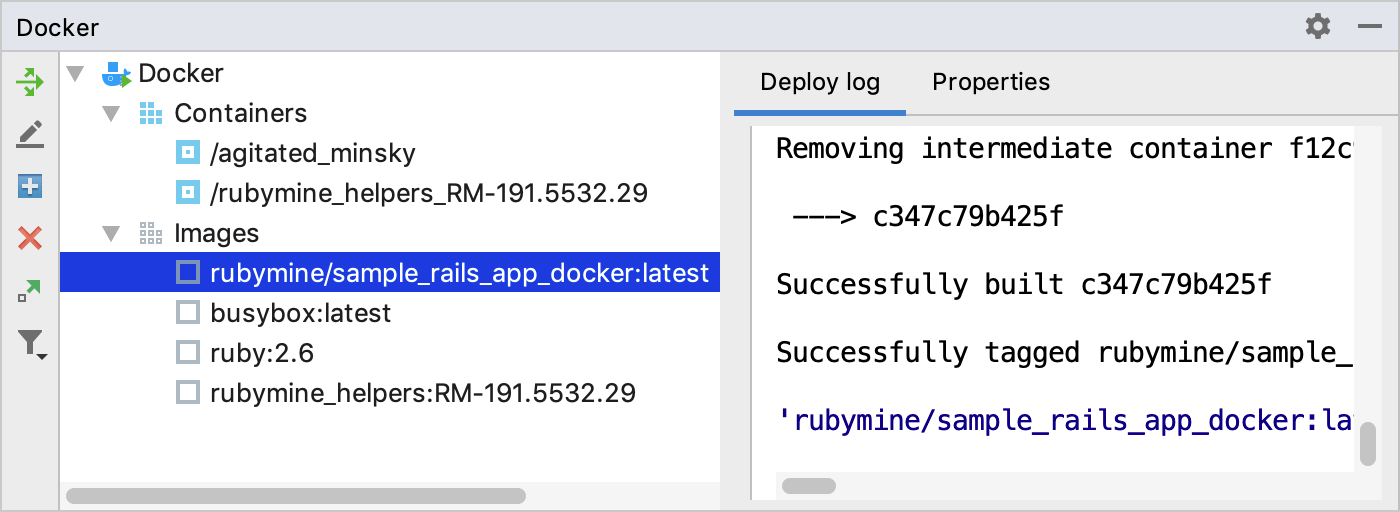 Docker
Docker
Containers
/agitated_minsky
/rubymine_helpers_RM-191.5532.29
Images
rubymine/sample_rails_app_docker:latest
busybox:latest
ruby:2.6
rubymine_helpers:RM-191.5532.29
Deploy log Properties
Removing intermediate container f12c
---> c347c79b425f
Successfully built c347c79b425f
Successfully tagged rubymine/sample_
'rubymine/sample_rails_app_docker:la